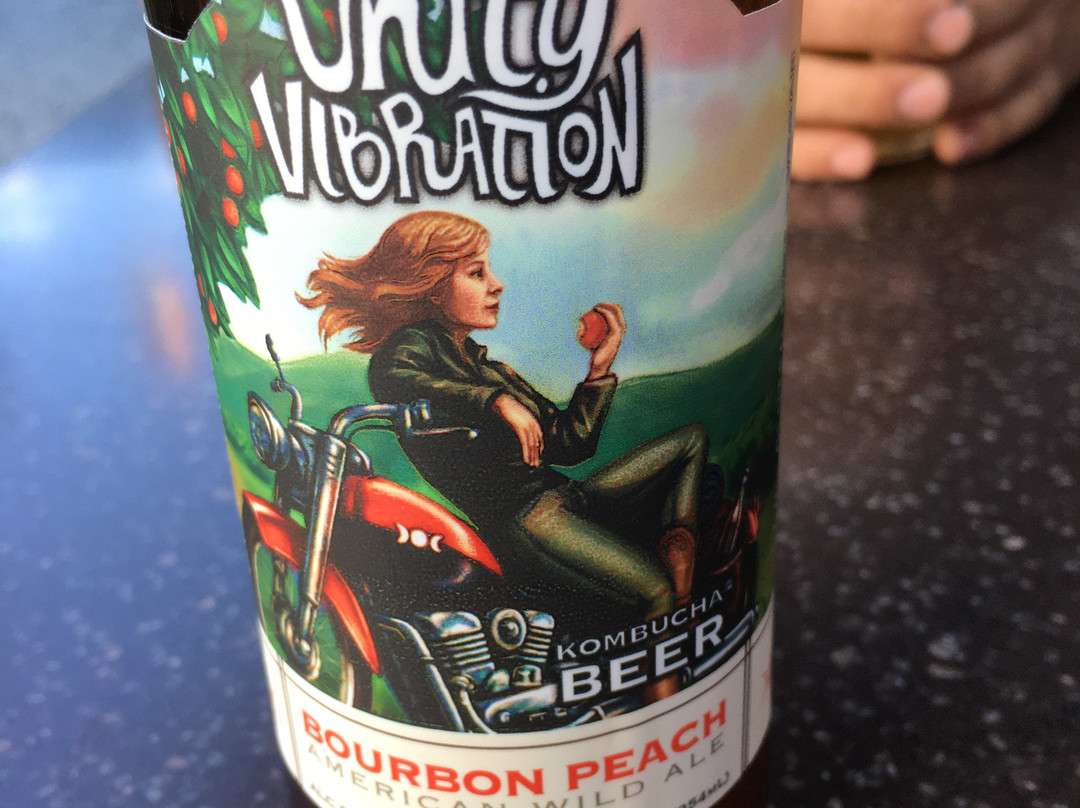 Unity
VIBRATION
KOMBUCHA
BEER
BOURBON PEACH
AMERICAN WILD ALE